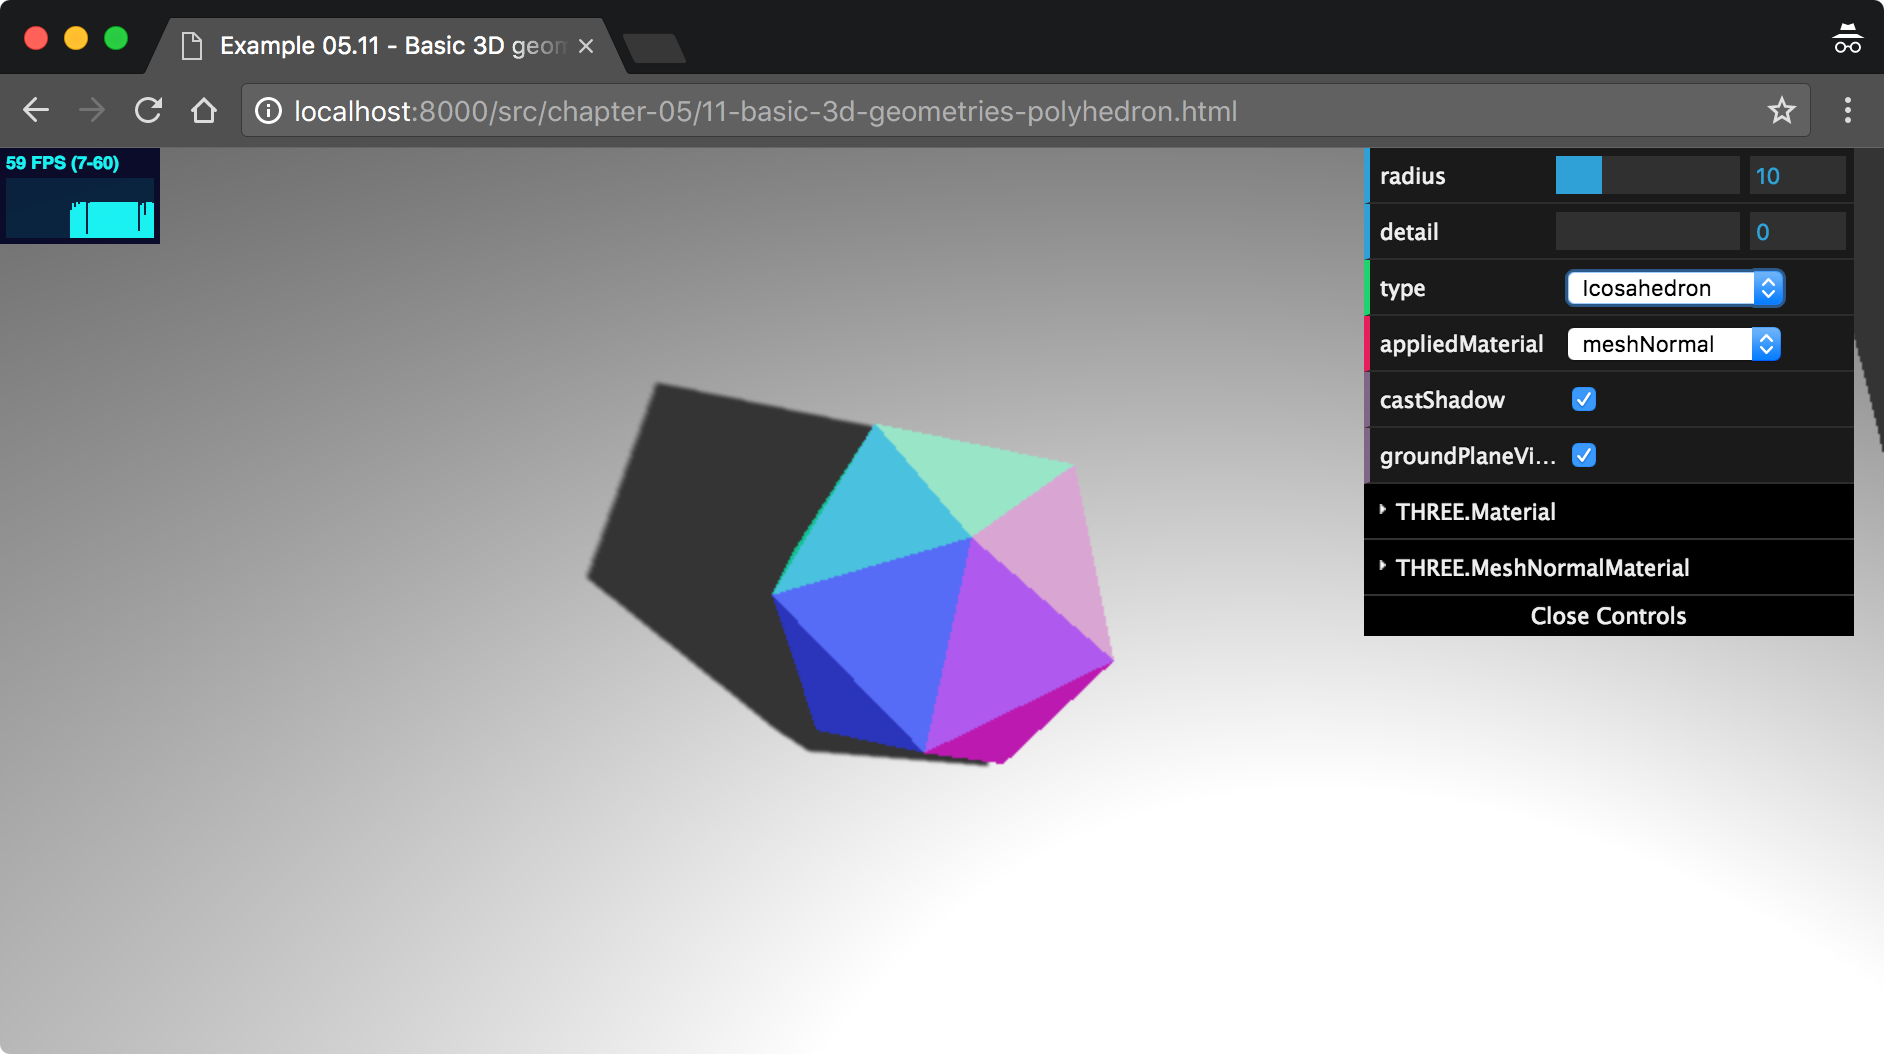 Example 05.11 - Basic 3D geom
localhost:8000/src/chapter-05/11-basic-3d-geometries-polyhedron.html
59 FPS (7-60)
radius 10
detail 0
type Icosahedron
appliedMaterial meshNormal
castShadow
groundPlaneVi...
THREE.Material
THREE.MeshNormalMaterial
Close Controls